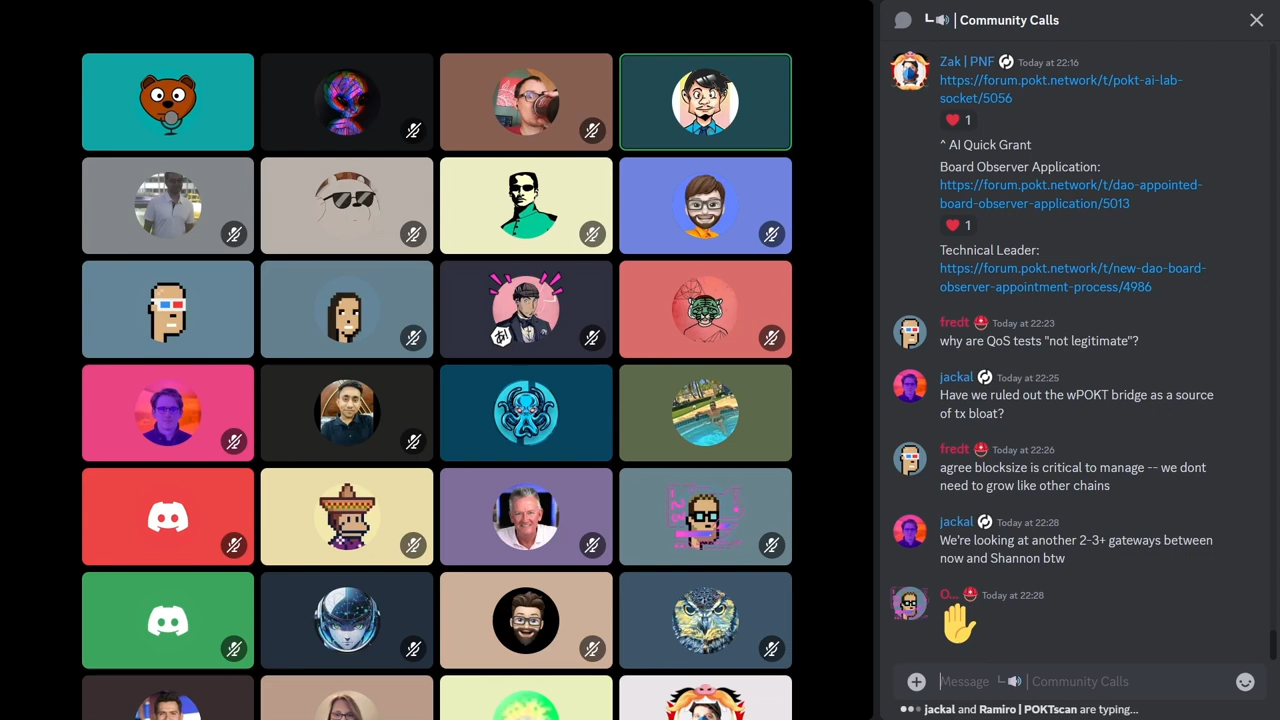 ┗🔊 | Community Calls
Zak | PNF Today at 22:16
https://forum.pokt.network/t/pokt-ai-lab-
socket/5056
❤️ 1
^ AI Quick Grant
Board Observer Application:
https://forum.pokt.network/t/dao-appointed-
board-observer-application/5013
❤️ 1
Technical Leader:
https://forum.pokt.network/t/new-dao-board-
observer-appointment-process/4986
fredt Today at 22:23
why are QoS tests "not legitimate"?
jackal Today at 22:25
Have we ruled out the wPOKT bridge as a source
of tx bloat?
fredt Today at 22:26
agree blocksize is critical to manage -- we dont
need to grow like other chains
jackal Today at 22:28
We're looking at another 2-3+ gateways between
now and Shannon btw
O... Today at 22:28
✋
Message ┗🔊 | Community Calls
jackal and Ramiro | POKTscan are typing...